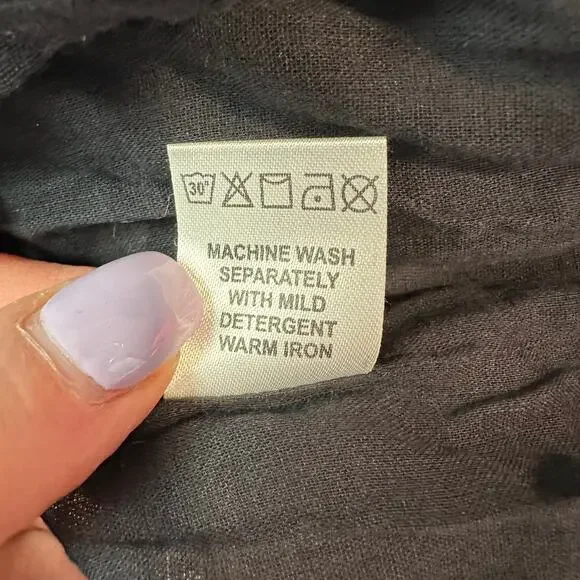 30°
MACHINE WASH
SEPARATELY
WITH MILD
DETERGENT
WARM IRON